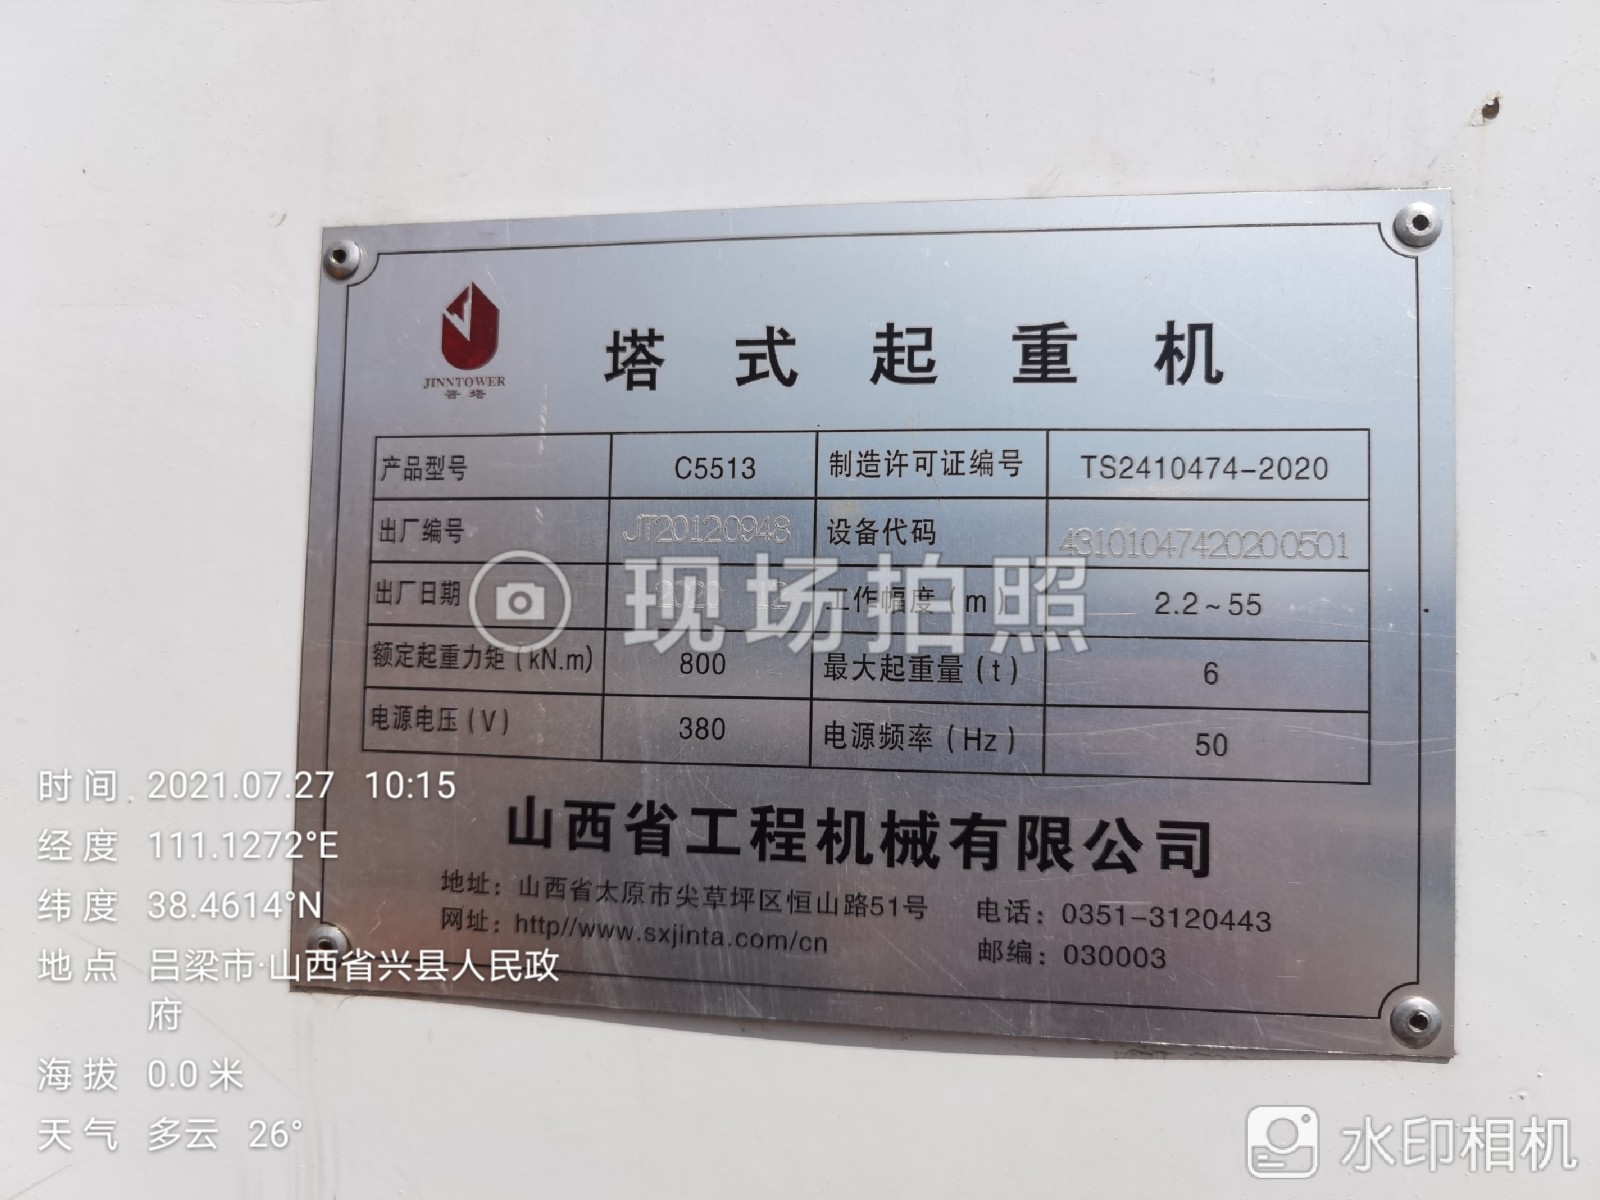 JINNTOWER
晋塔
塔式起重机
产品型号 C5513 制造许可证编号 TS2410474-2020
出厂编号 JT20120948 设备代码 43101047420200501
出厂日期 2020 12 工作幅度(m) 2.2~55
额定起重力矩(kN.m) 800 最大起重量(t) 6
电源电压(V) 380 电源频率(Hz) 50
现场拍照
山西省工程机械有限公司
地址：山西省太原市尖草坪区恒山路51号 电话：0351-3120443
网址：http//www.sxjinta.com/cn 邮编：030003
时间 2021.07.27 10:15
经度 111.1272°E
纬度 38.4614°N
地点 吕梁市·山西省兴县人民政
府
海拔 0.0米
天气 多云 26°
水印相机